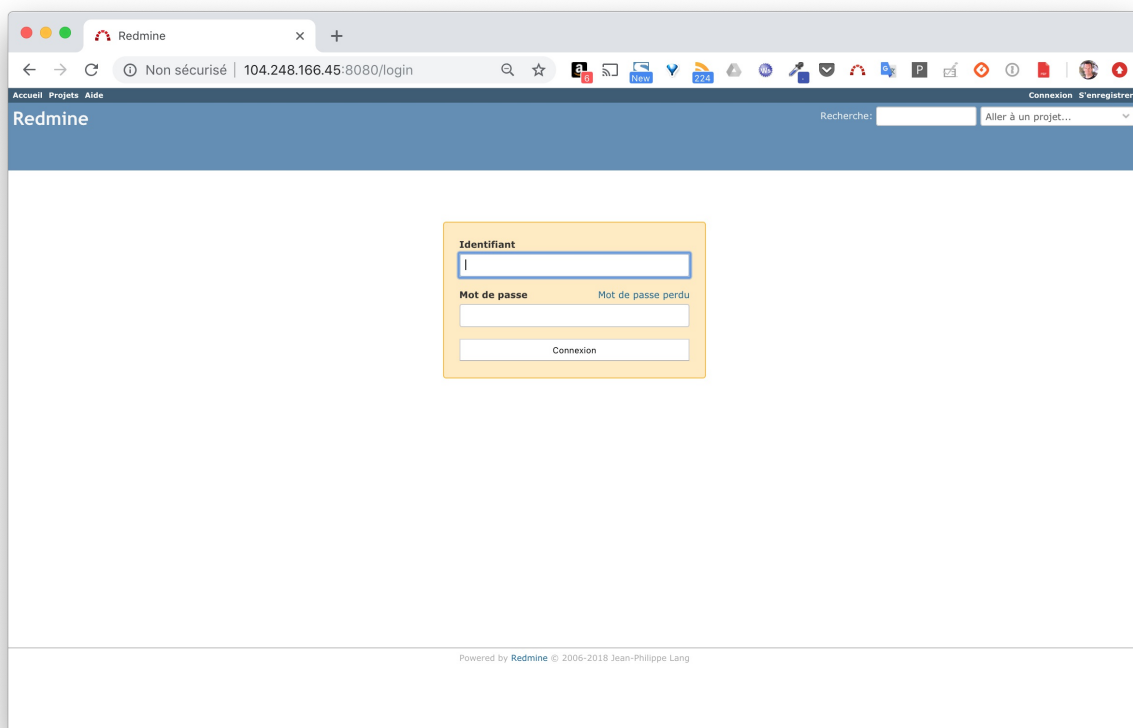 Redmine
Non sécurisé | 104.248.166.45:8080/login
6
New
224
Accueil Projets Aide
Connexion S'enregistrer
Redmine
Recherche:
Aller à un projet...
Identifiant
Mot de passe
Mot de passe perdu
Connexion
Powered by Redmine © 2006-2018 Jean-Philippe Lang